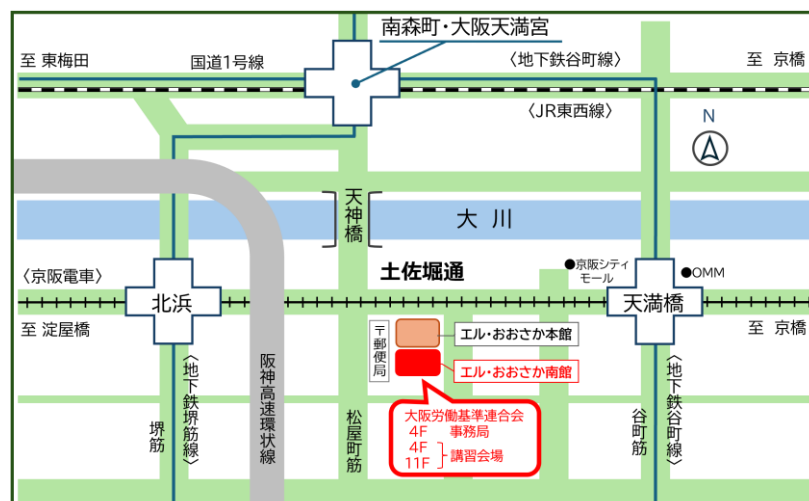 南森町・大阪天満宮
至 東梅田
国道1号線
〈地下鉄谷町線〉
至 京橋
〈JR東西線〉
N
天神橋
大 川
〈京阪電車〉
土佐堀通
●京阪シティ
モール
●OMM
北浜
天満橋
至 淀屋橋
至 京橋
〒郵便局
エル・おおさか本館
エル・おおさか南館
堺筋
〈地下鉄堺筋線〉
阪神高速環状線
松屋町筋
大阪労働基準連合会
4F 事務局
4F
11F
講習会場
谷町筋
〈地下鉄谷町線〉